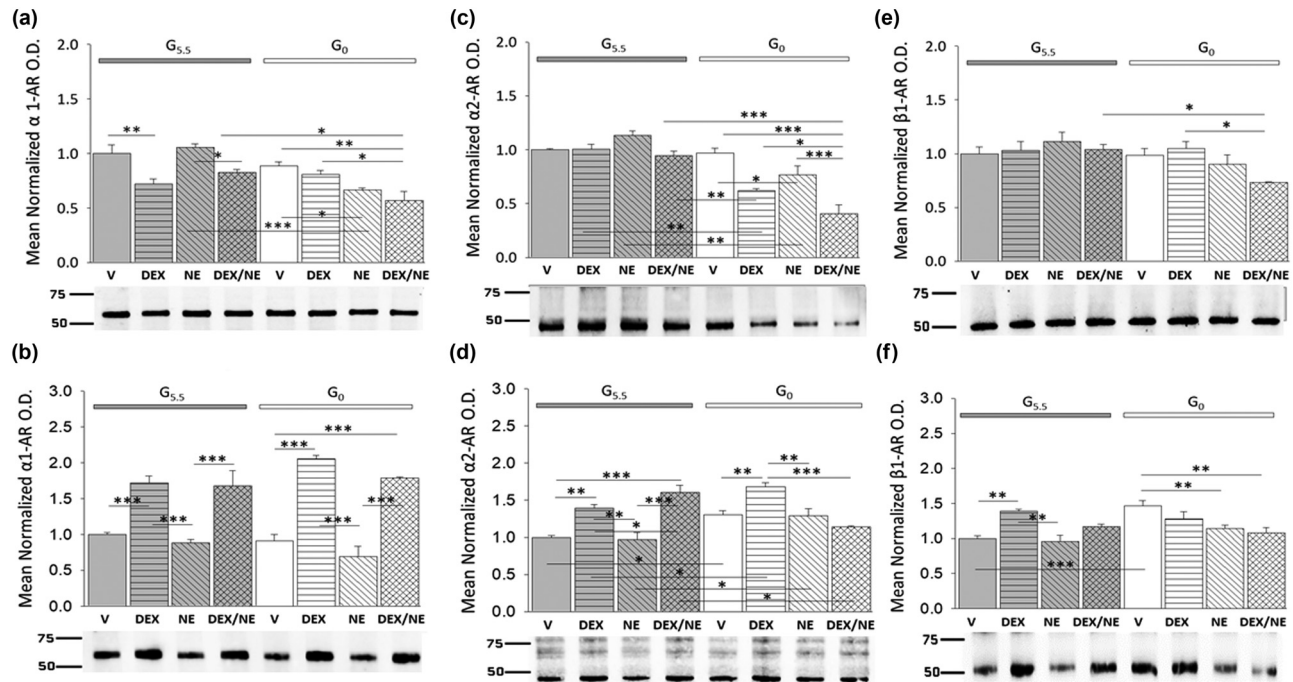 (a)
Mean Normalized α 1-AR O.D.
2.0
1.5
1.0
0.5
0.0
G5.5
G0
**
*
*
**
*
*
***
V DEX NE DEX/NE V DEX NE DEX/NE
75
50
(c)
Mean Normalized α2-AR O.D.
2.0
1.5
1.0
0.5
0.0
G5.5
G0
***
***
*
***
*
**
**
**
V DEX NE DEX/NE V DEX NE DEX/NE
75
50
(e)
Mean Normalized β1-AR O.D.
2.0
1.5
1.0
0.5
0.0
G5.5
G0
*
*
V DEX NE DEX/NE V DEX NE DEX/NE
75
50
(b)
Mean Normalized α1-AR O.D.
3.0
2.5
2.0
1.5
1.0
0.5
0.0
G5.5
G0
***
***
***
***
***
***
***
V DEX NE DEX/NE V DEX NE DEX/NE
75
50
(d)
Mean Normalized α2-AR O.D.
3.0
2.5
2.0
1.5
1.0
0.5
0.0
G5.5
G0
***
**
**
***
**
***
**
*
*
*
*
*
V DEX NE DEX/NE V DEX NE DEX/NE
75
50
(f)
Mean Normalized β1-AR O.D.
3.0
2.5
2.0
1.5
1.0
0.5
0.0
G5.5
G0
**
**
**
**
***
V DEX NE DEX/NE V DEX NE DEX/NE
75
50